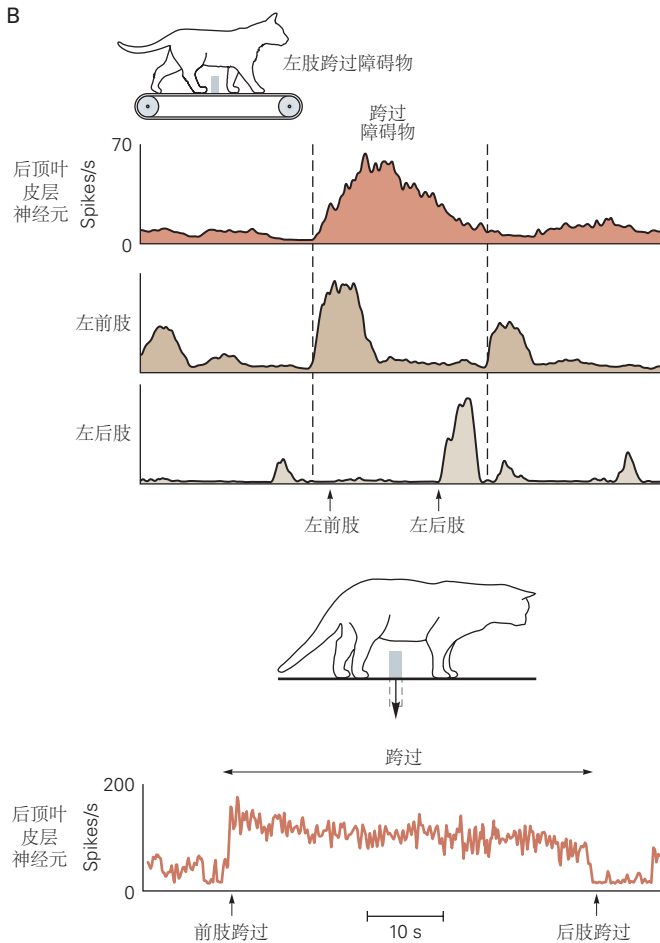 B
左肢跨过障碍物
跨过
障碍物
后顶叶
皮层
神经元
Spikes/s
70
0
左前肢
左后肢
左前肢
左后肢
跨过
后顶叶
皮层
神经元
Spikes/s
200
100
0
前肢跨过
10 s
后肢跨过